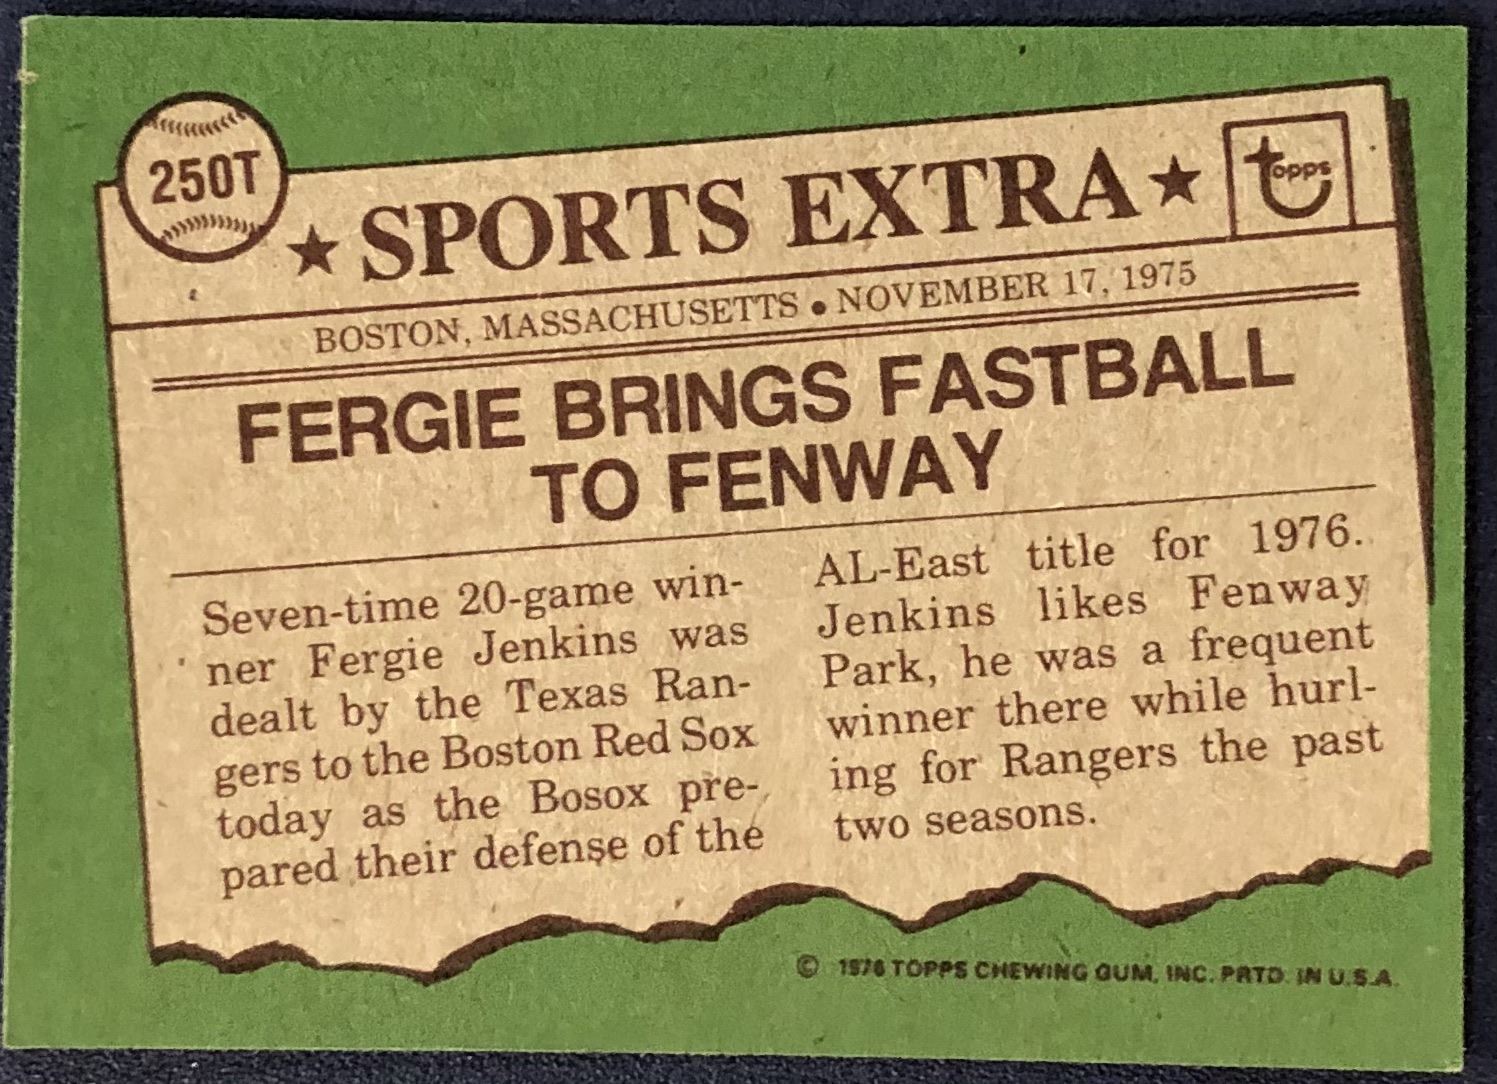 250T
★ SPORTS EXTRA ★
topps
BOSTON, MASSACHUSETTS • NOVEMBER 17, 1975
FERGIE BRINGS FASTBALL
TO FENWAY
Seven-time 20-game win-
ner Fergie Jenkins was
dealt by the Texas Ran-
gers to the Boston Red Sox
today as the Bosox pre-
pared their defense of the
AL-East title for 1976.
Jenkins likes Fenway
Park, he was a frequent
winner there while hurl-
ing for Rangers the past
two seasons.
© 1976 TOPPS CHEWING GUM, INC. PRTD. IN U.S.A.